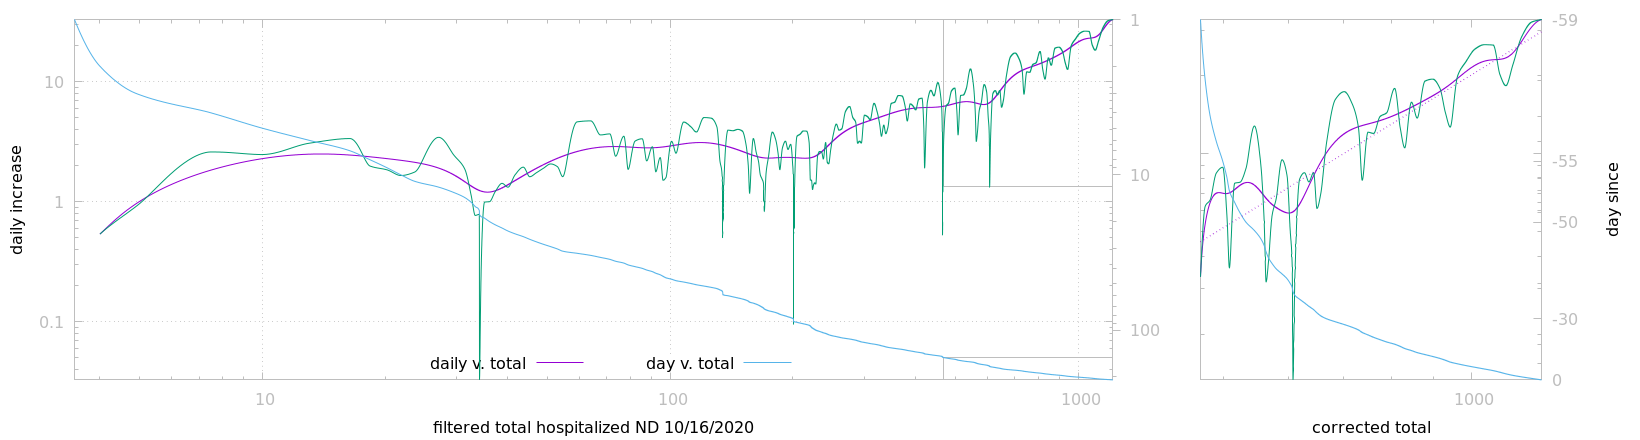 daily increase
10
1
0.1
1
10
100
daily v. total
day v. total
10
100
1000
filtered total hospitalized ND 10/16/2020
-59
-55
-50
-30
0
day since
1000
corrected total